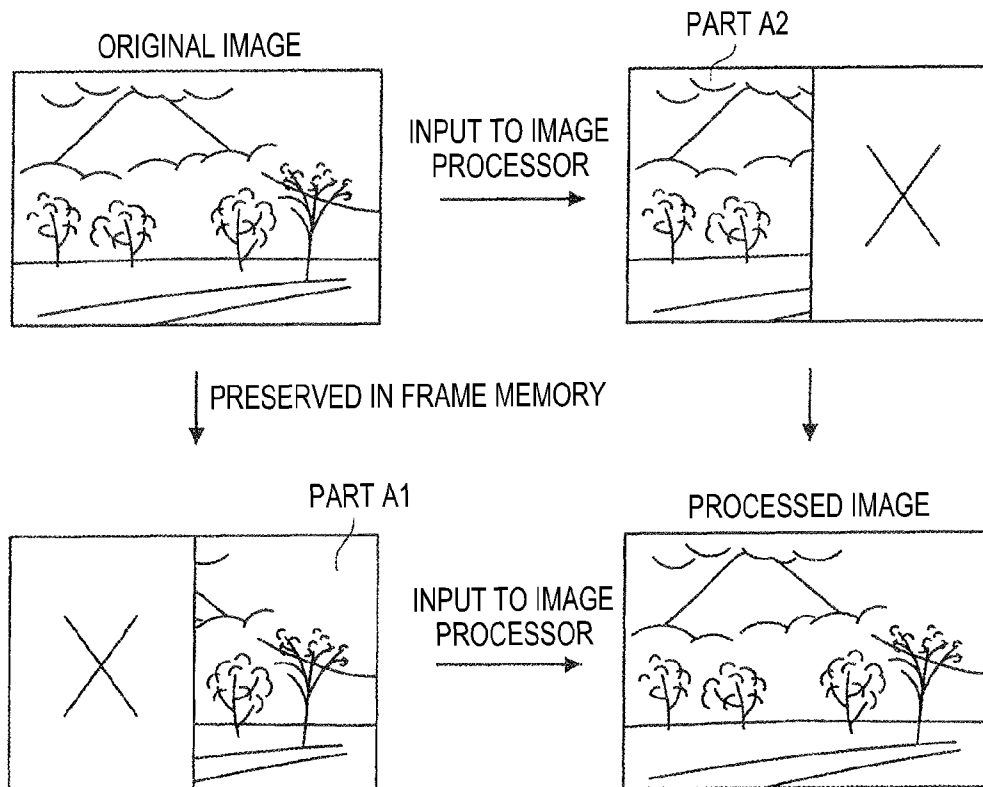 ORIGINAL IMAGE
PART A2
INPUT TO IMAGE
PROCESSOR
PRESERVED IN FRAME MEMORY
PART A1
PROCESSED IMAGE
INPUT TO IMAGE
PROCESSOR